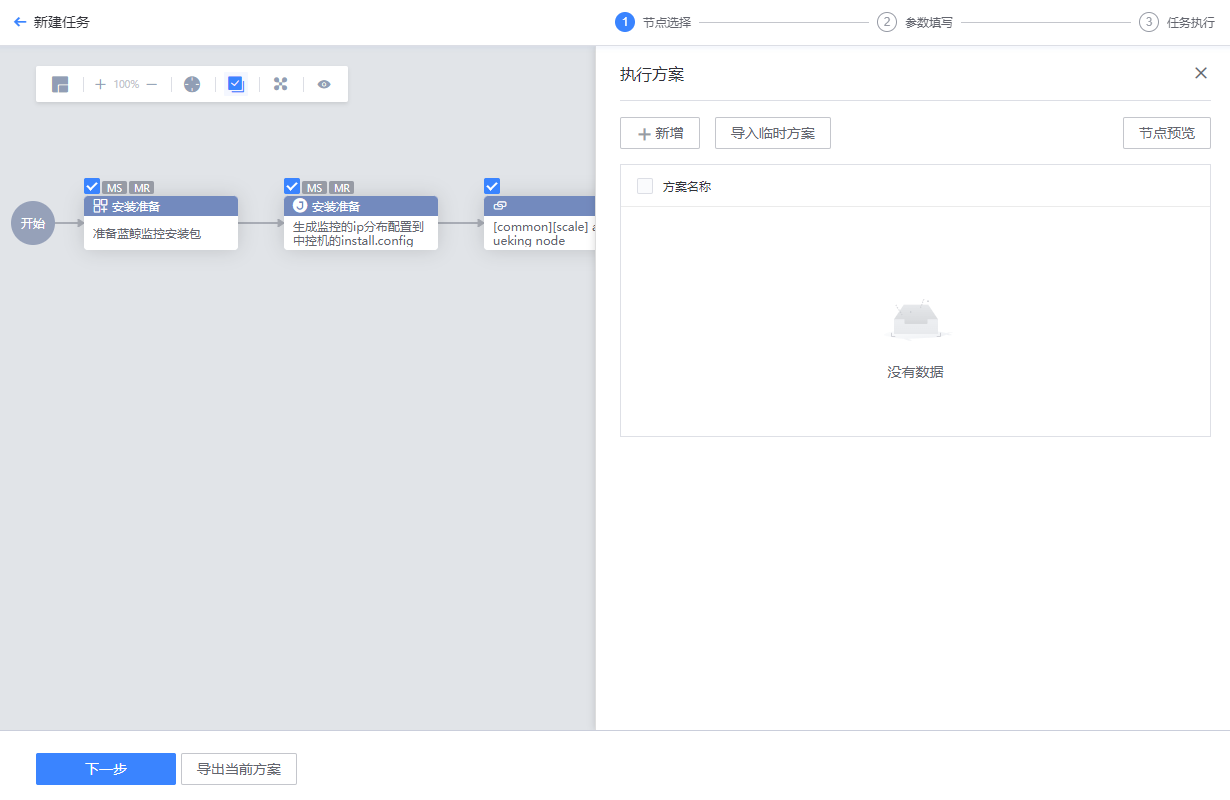 新建任务
1 节点选择
2 参数填写
3 任务执行
100%
执行方案
新增
导入临时方案
节点预览
方案名称
没有数据
开始
MS MR
安装准备
准备蓝鲸监控安装包
MS MR
安装准备
生成监控的ip分布配置到
中控机的install.config
[common][scale] a
ueking node
下一步
导出当前方案